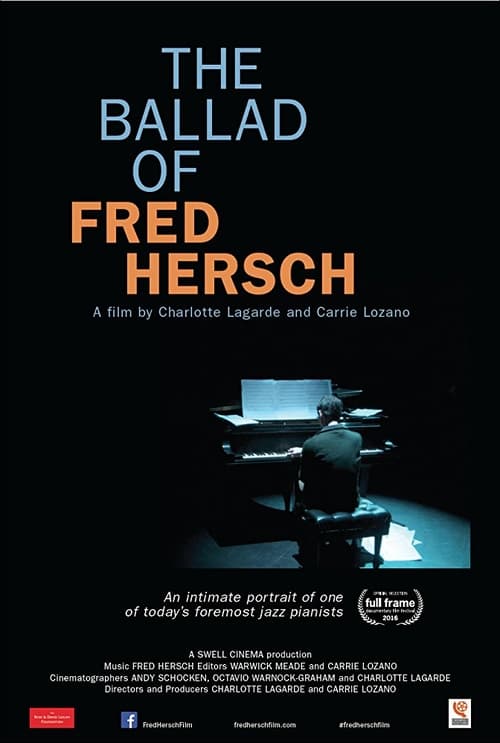 THE
BALLAD
OF
FRED
HERSCH
A film by Charlotte Lagarde and Carrie Lozano
An intimate portrait of one
of today's foremost jazz pianists
OFFICIAL SELECTION
full frame
documentary film festival
2016
A SWELL CINEMA production
Music FRED HERSCH Editors WARWICK MEADE and CARRIE LOZANO
Cinematographers ANDY SCHOCKEN, OCTAVIO WARNOCK-GRAHAM and CHARLOTTE LAGARDE
Directors and Producers CHARLOTTE LAGARDE and CARRIE LOZANO
FredHerschFilm
fredherschfilm.com
#fredherschfilm